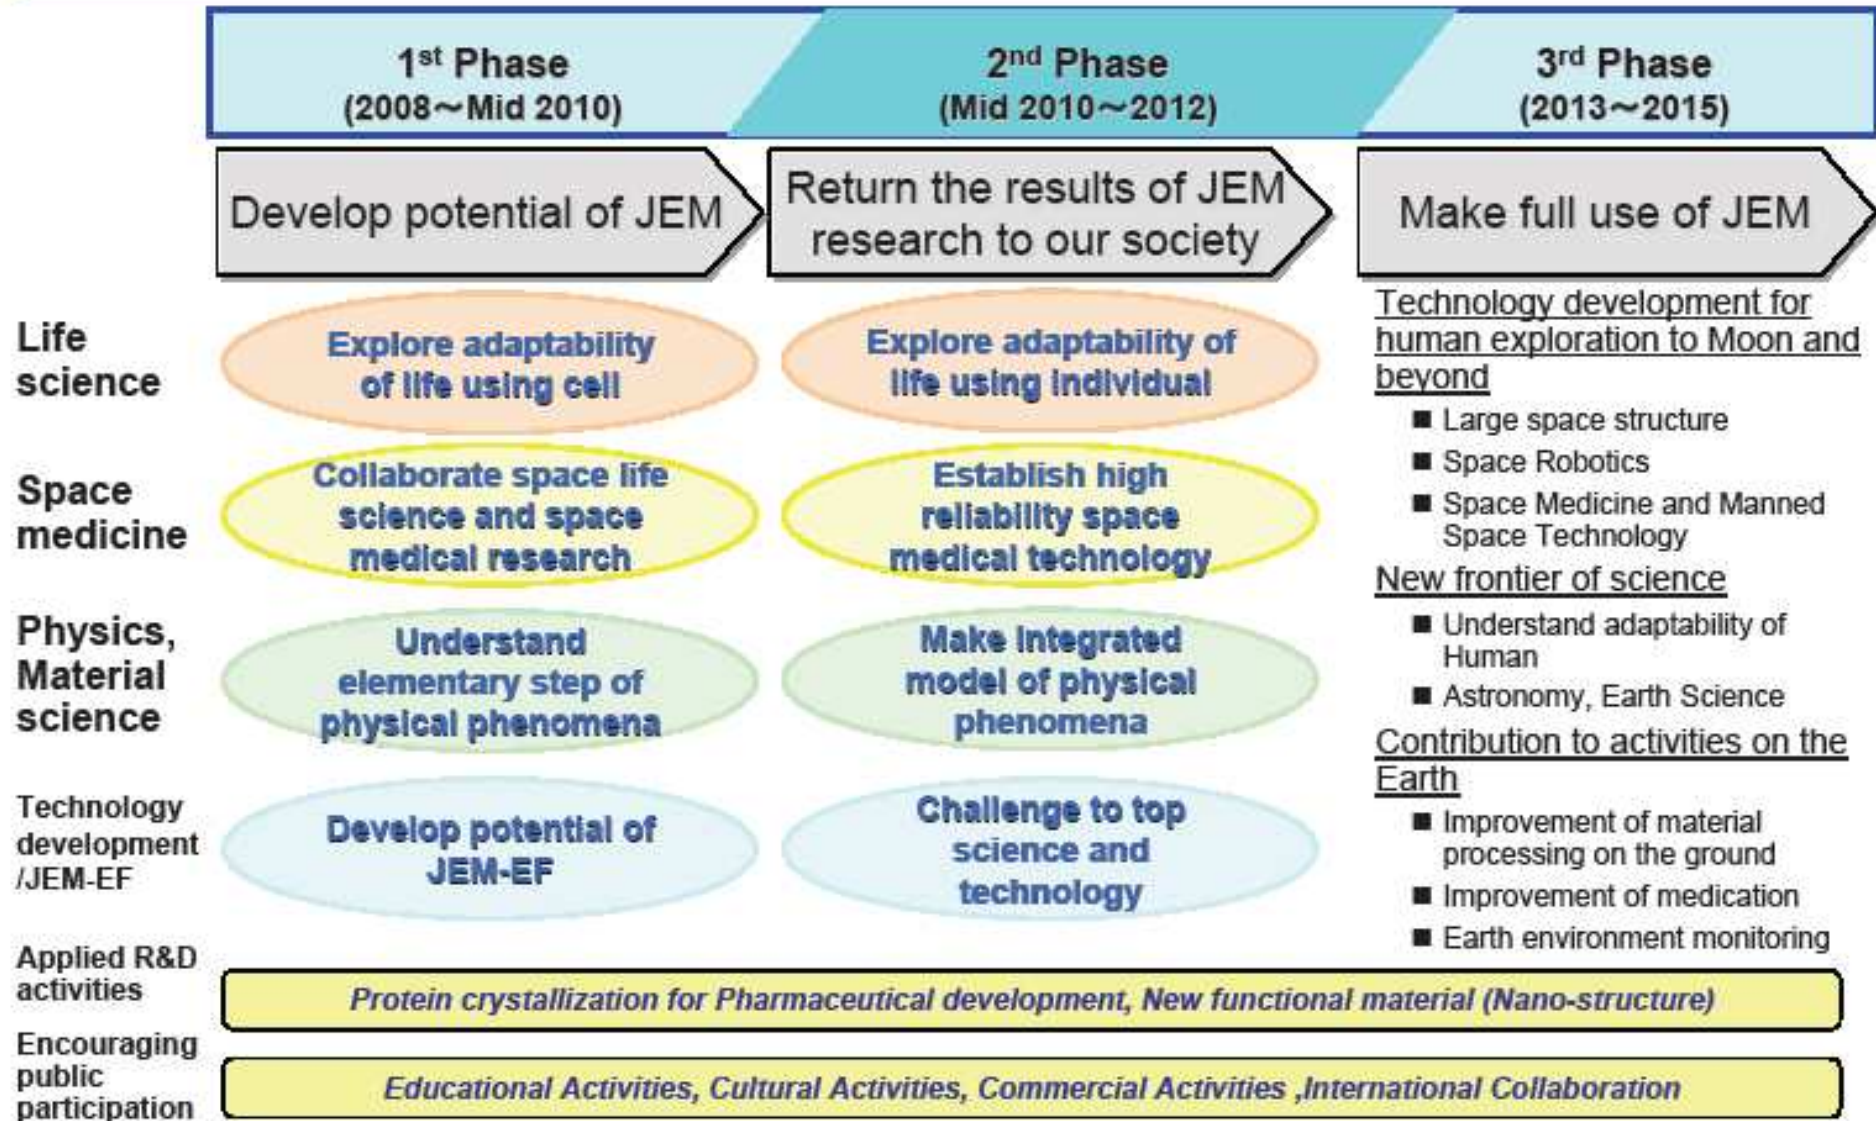 1st Phase
(2008～Mid 2010)
2nd Phase
(Mid 2010～2012)
3rd Phase
(2013～2015)
Develop potential of JEM
Return the results of JEM
research to our society
Make full use of JEM
Life
science
Explore adaptability
of life using cell
Explore adaptability of
life using individual
Space
medicine
Collaborate space life
science and space
medical research
Establish high
reliability space
medical technology
Physics,
Material
science
Understand
elementary step of
physical phenomena
Make integrated
model of physical
phenomena
Technology
development
/JEM-EF
Develop potential of
JEM-EF
Challenge to top
science and
technology
Technology development for
human exploration to Moon and
beyond
■ Large space structure
■ Space Robotics
■ Space Medicine and Manned
Space Technology
New frontier of science
■ Understand adaptability of
Human
■ Astronomy, Earth Science
Contribution to activities on the
Earth
■ Improvement of material
processing on the ground
■ Improvement of medication
■ Earth environment monitoring
Applied R&D
activities
Protein crystallization for Pharmaceutical development, New functional material (Nano-structure)
Encouraging
public
participation
Educational Activities, Cultural Activities, Commercial Activities ,International Collaboration